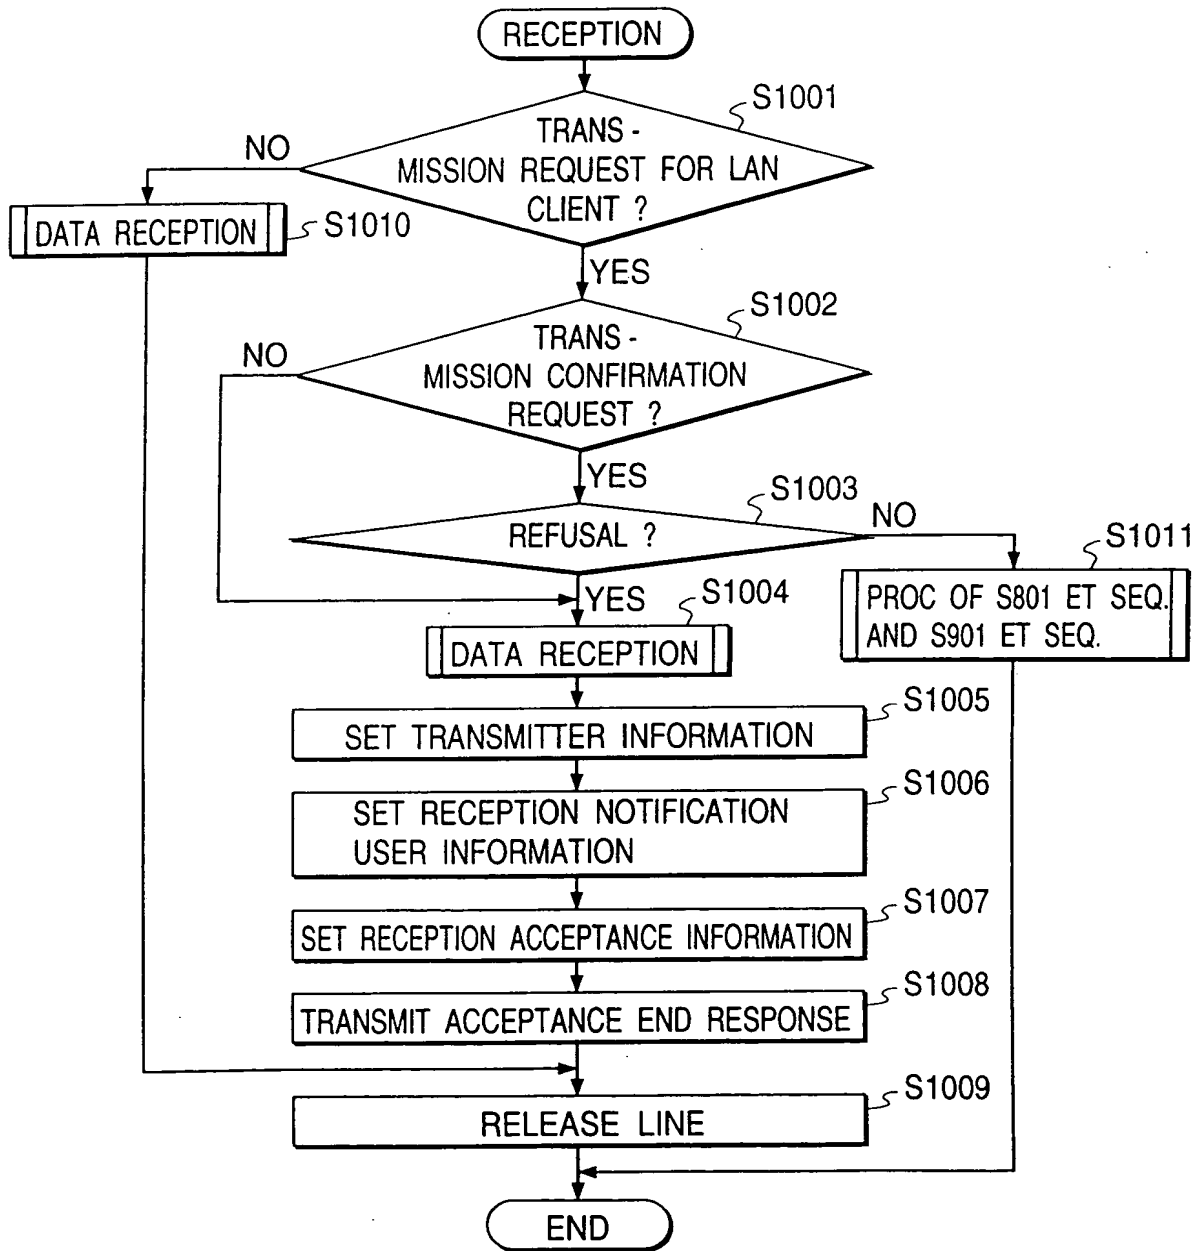 RECEPTION
S1001
TRANS -
MISSION REQUEST FOR LAN
CLIENT ?
NO
DATA RECEPTION
S1010
YES
S1002
TRANS -
MISSION CONFIRMATION
REQUEST ?
NO
YES
S1003
REFUSAL ?
NO
S1011
PROC OF S801 ET SEQ.
AND S901 ET SEQ.
YES
S1004
DATA RECEPTION
S1005
SET TRANSMITTER INFORMATION
S1006
SET RECEPTION NOTIFICATION
USER INFORMATION
S1007
SET RECEPTION ACCEPTANCE INFORMATION
S1008
TRANSMIT ACCEPTANCE END RESPONSE
S1009
RELEASE LINE
END